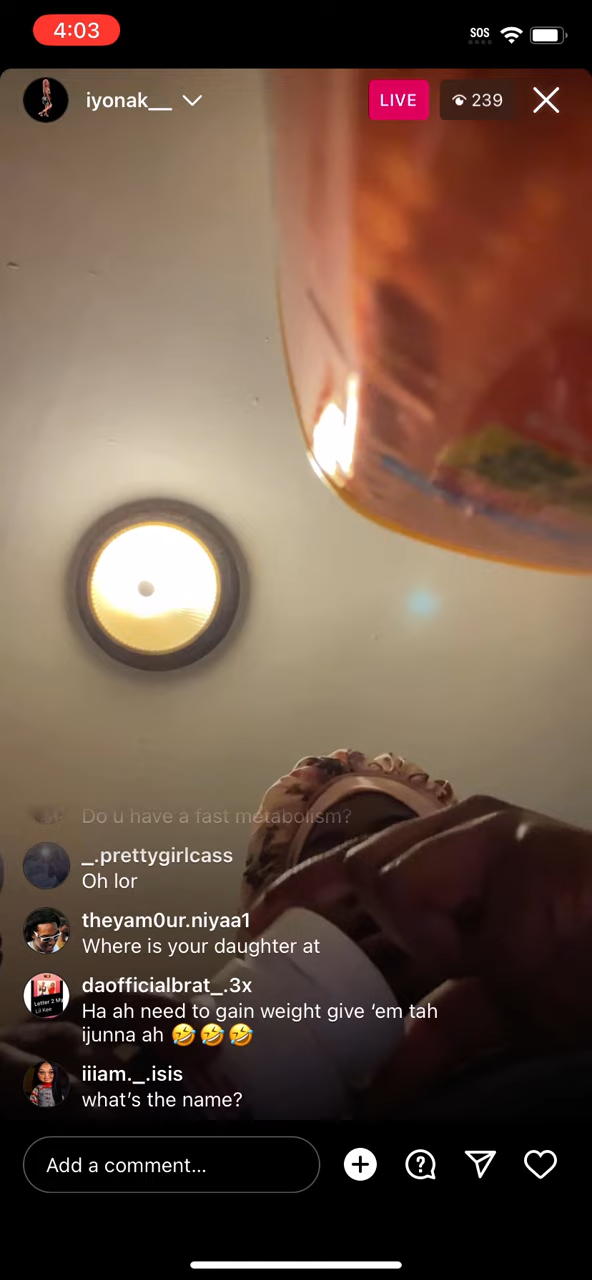 4:03
SOS
iyonak__
LIVE
239
Do u have a fast metabolism?
_.prettygirlcass
Oh lor
theyam0ur.niyaa1
Where is your daughter at
daofficialbrat_.3x
Ha ah need to gain weight give ‘em tah
ijunna ah 🤣🤣🤣
iiiam._.isis
what’s the name?
Add a comment...